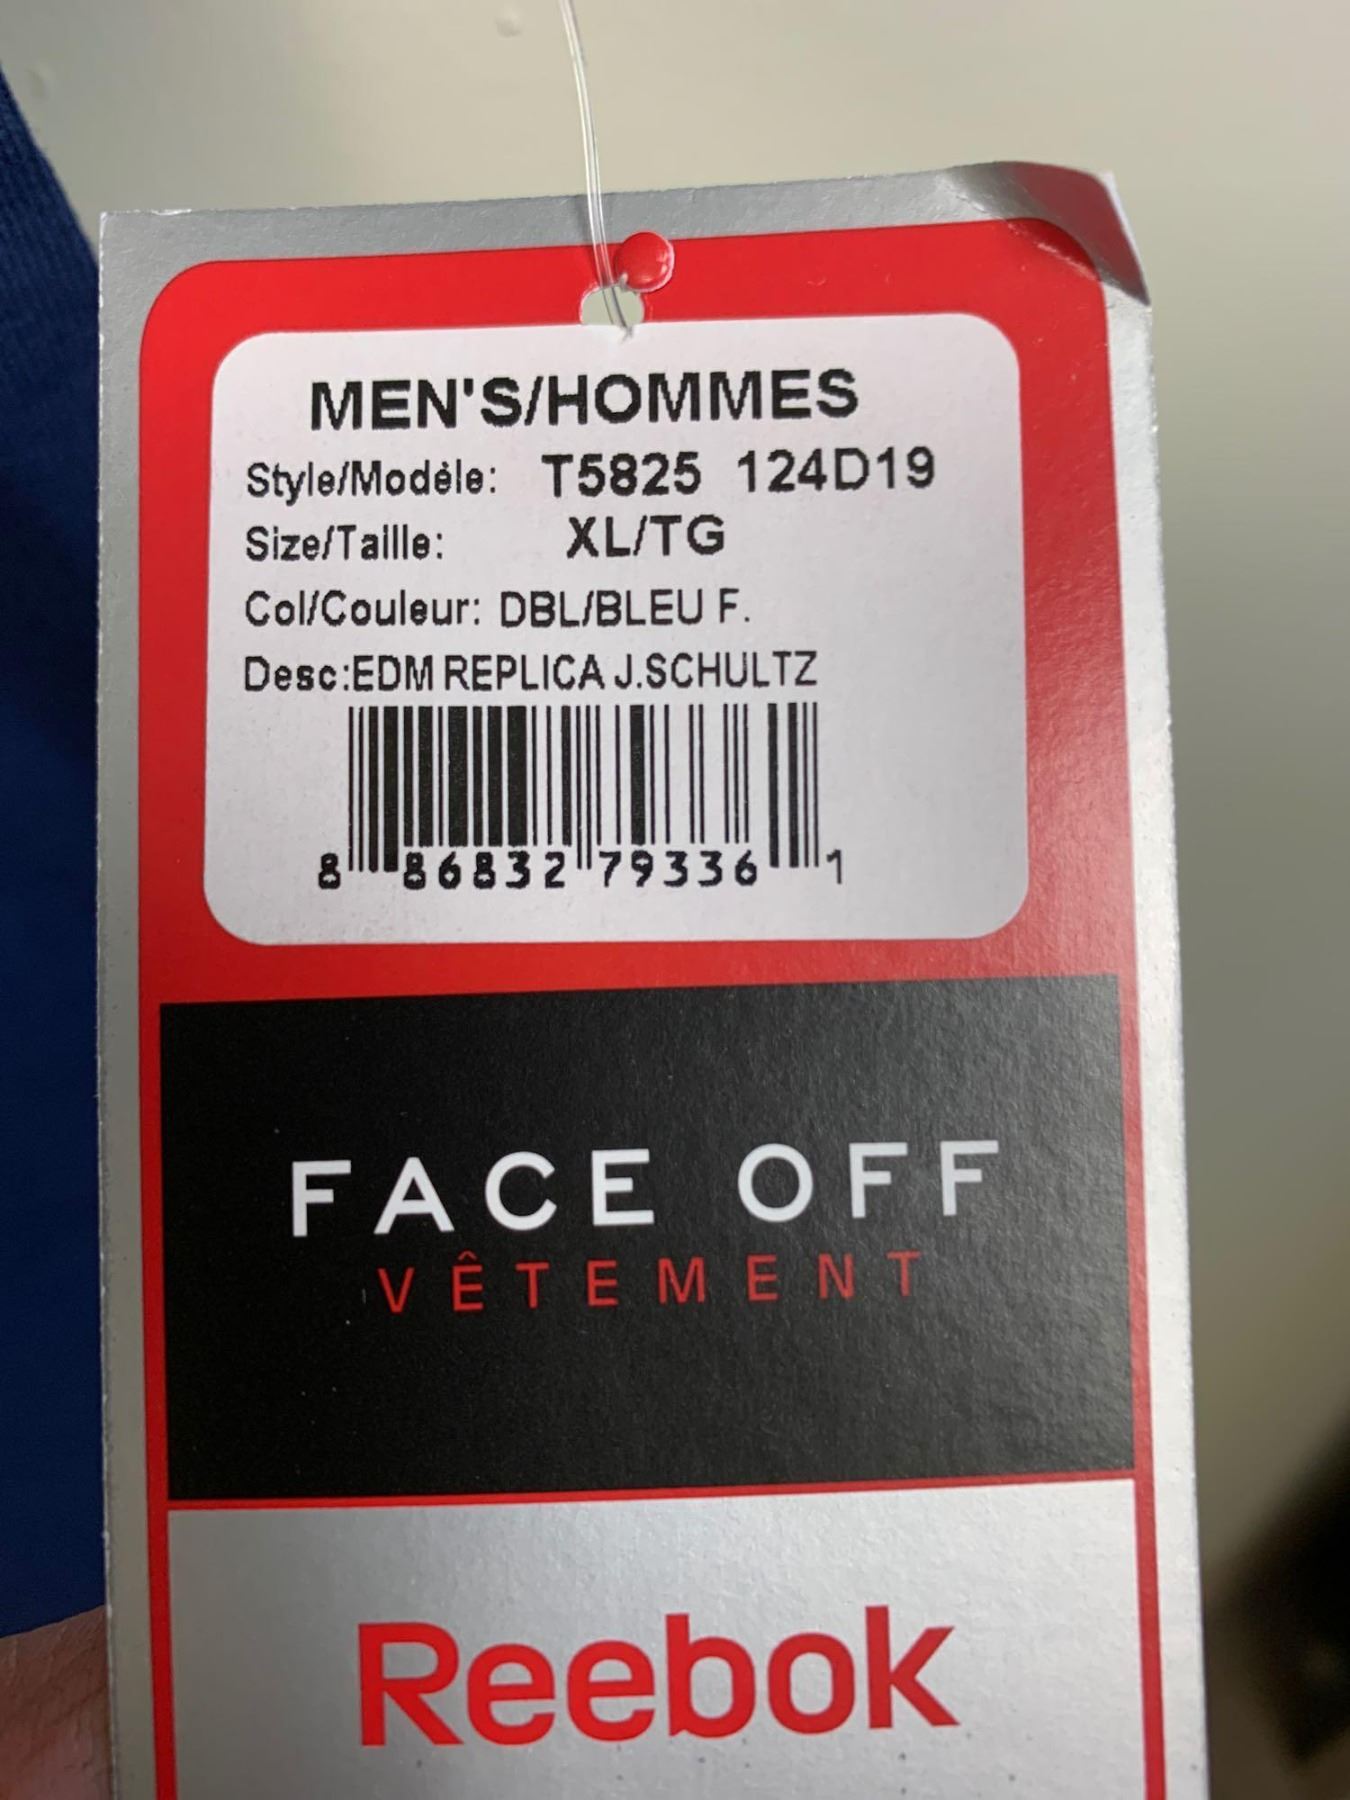 MEN'S/HOMMES
Style/Modèle: T5825 124D19
Size/Taille: XL/TG
Col/Couleur: DBL/BLEU F.
Desc:EDM REPLICA J.SCHULTZ
8 86832 79336 1
FACE OFF
VÊTEMENT
Reebok